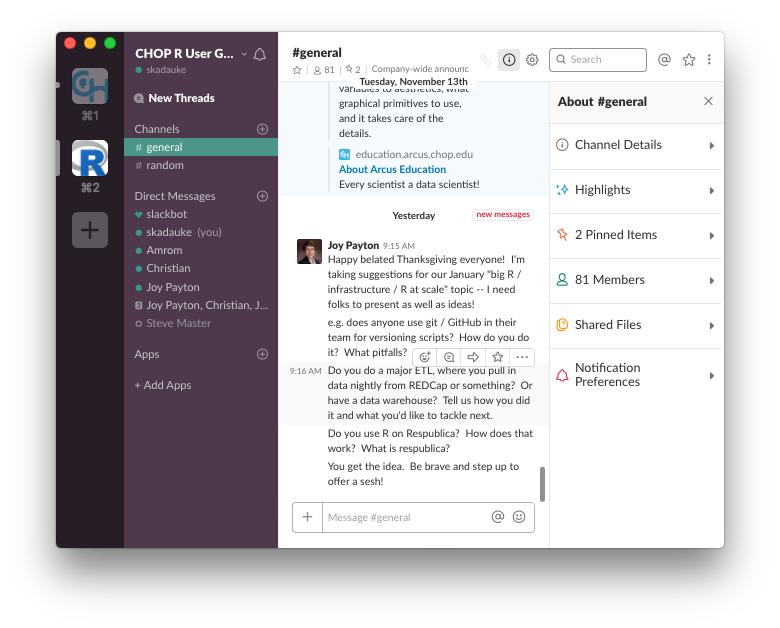 ⌘1
⌘2
CHOP R User G...
skadauke
New Threads
Channels
# general
# random
Direct Messages
slackbot
skadauke (you)
Amrom
Christian
Joy Payton
3 Joy Payton, Christian, J...
Steve Master
Apps
+ Add Apps
#general
81 | 2 | Company-wide announc
Search
Tuesday, November 13th
variables to aesthetics, what
graphical primitives to use,
and it takes care of the
details.
education.arcus.chop.edu
About Arcus Education
Every scientist a data scientist!
Yesterday
new messages
Joy Payton 9:15 AM
Happy belated Thanksgiving everyone! I'm
taking suggestions for our January "big R /
infrastructure / R at scale" topic -- I need
folks to present as well as ideas!
e.g. does anyone use git / GitHub in their
team for versioning scripts? How do you do
it? What pitfalls?
9:16 AM Do you do a major ETL, where you pull in
data nightly from REDCap or something? Or
have a data warehouse? Tell us how you did
it and what you'd like to tackle next.
Do you use R on Respublica? How does that
work? What is respublica?
You get the idea. Be brave and step up to
offer a sesh!
Message #general
About #general
Channel Details
Highlights
2 Pinned Items
81 Members
Shared Files
Notification
Preferences